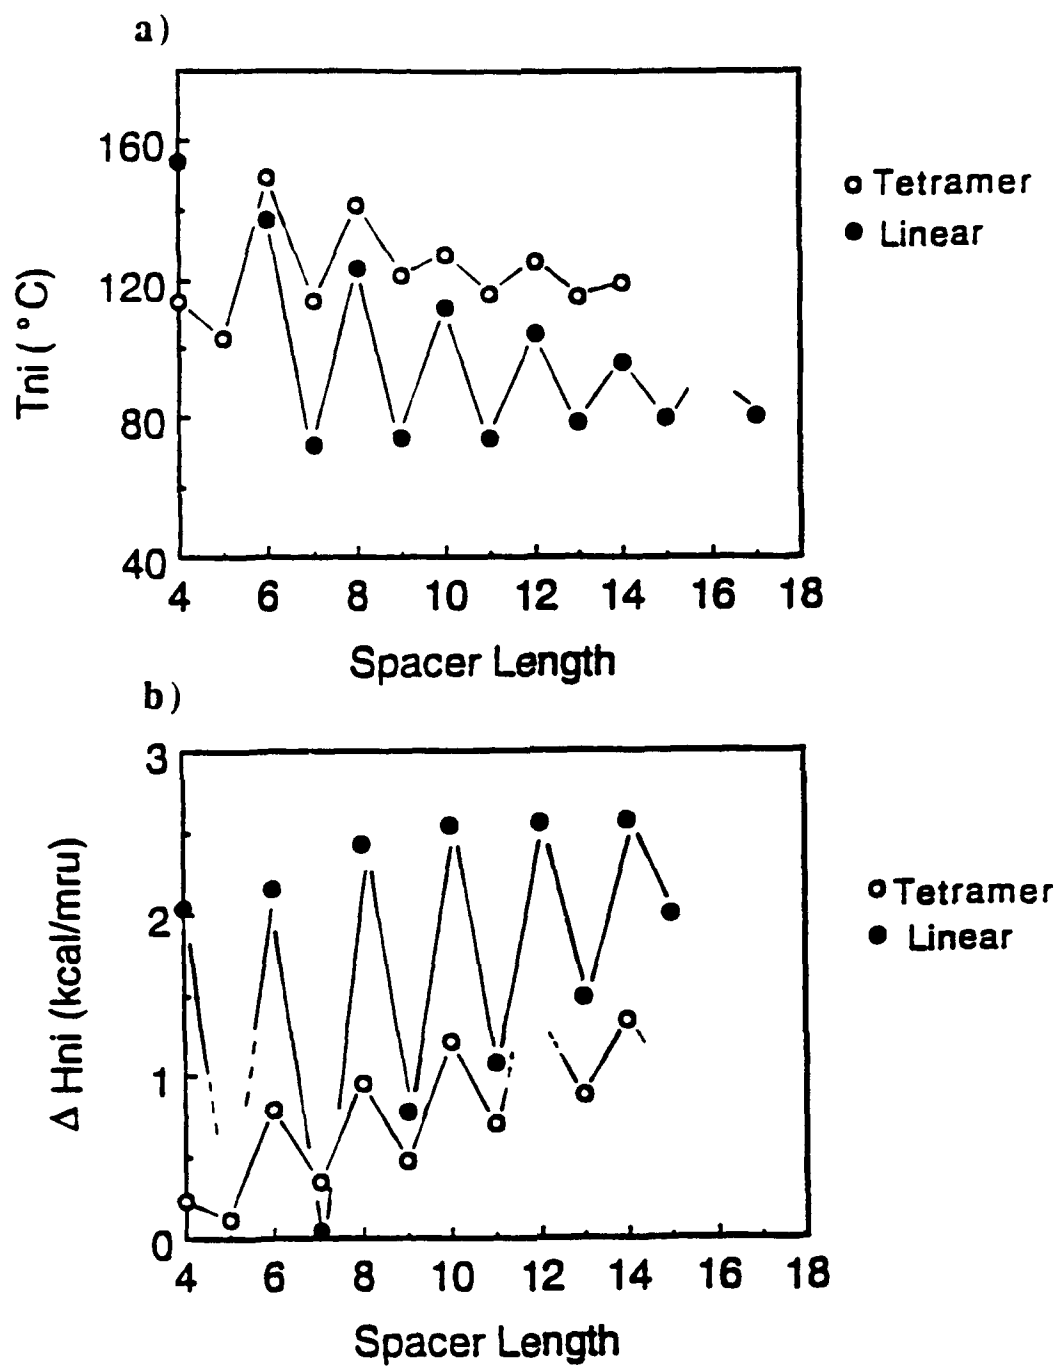 a)
160
120
80
40
Tni ( °C)
4 6 8 10 12 14 16 18
Spacer Length
Tetramer
Linear
b)
3
2
1
0
Δ Hni (kcal/mru)
4 6 8 10 12 14 16 18
Spacer Length
Tetramer
Linear